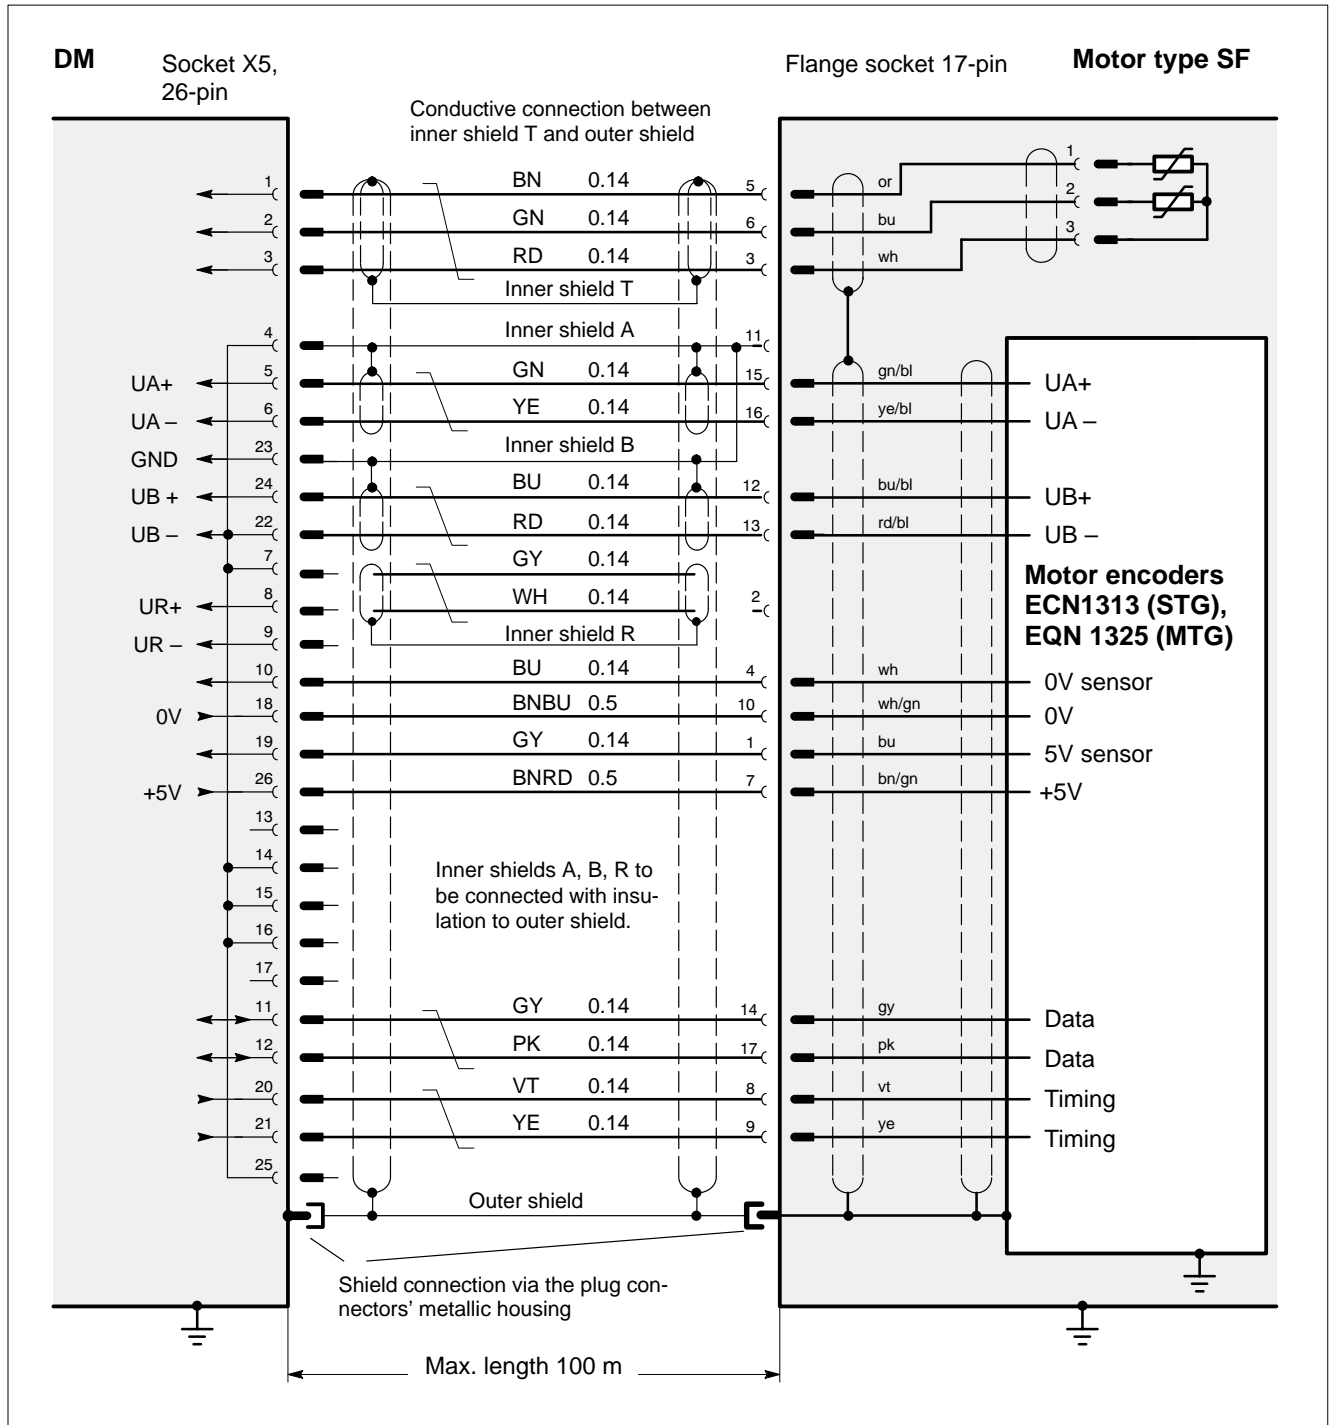 DM Socket X5, Flange socket 17-pin Motor type SF
26-pin
Conductive connection between
inner shield T and outer shield
1 BN 0.14 5 or 1
2 GN 0.14 6 bu 2
3 RD 0.14 3 wh 3
Inner shield T
4 Inner shield A 11
UA+ 5 GN 0.14 15 gn/bl UA+
UA – 6 YE 0.14 16 ye/bl UA –
GND 23 Inner shield B
UB + 24 BU 0.14 12 bu/bl UB+
UB – 22 RD 0.14 13 rd/bl UB –
7 GY 0.14
UR+ 8 WH 0.14 2
UR – 9 Inner shield R
Motor encoders
ECN1313 (STG),
EQN 1325 (MTG)
10 BU 0.14 4 wh 0V sensor
0V 18 BNBU 0.5 10 wh/gn 0V
19 GY 0.14 1 bu 5V sensor
+5V 26 BNRD 0.5 7 bn/gn +5V
13
14
15
16
17
Inner shields A, B, R to
be connected with insu-
lation to outer shield.
11 GY 0.14 14 gy Data
12 PK 0.14 17 pk Data
20 VT 0.14 8 vt Timing
21 YE 0.14 9 ye Timing
25
Outer shield
Shield connection via the plug con-
nectors’ metallic housing
Max. length 100 m